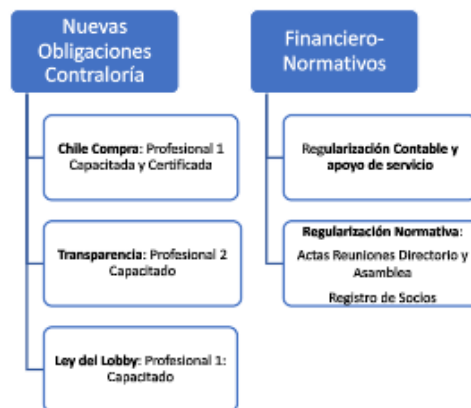 Nuevas
Obligaciones
Contraloría
Chile Compra: Profesional 1
Capacitada y Certificada
Transparencia: Profesional 2
Capacitado
Ley del Lobby: Profesional 1:
Capacitado
Financiero-
Normativos
Regularización Contable y
apoyo de servicio
Regularización Normativa:
Actas Reuniones Directorio y
Asamblea
Registro de Socios